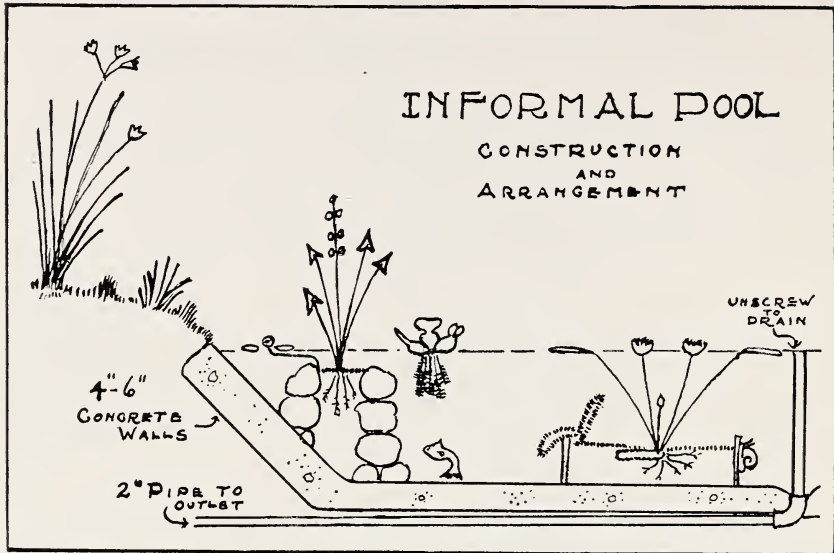 INFORMAL POOL
CONSTRUCTION
AND
ARRANGEMENT
UNSCREW
TO
DRAIN
4"-6"
CONCRETE
WALLS
2" PIPE TO
OUTLET